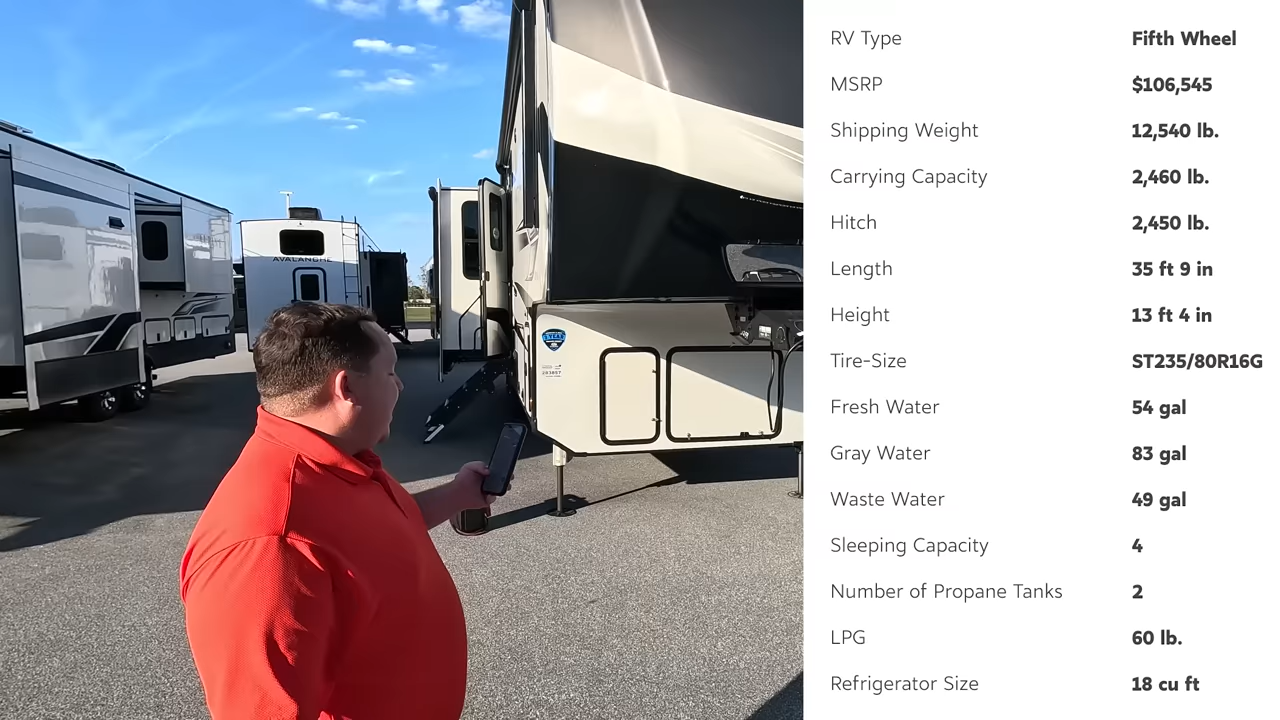 AVALANCHE
RV Type Fifth Wheel
MSRP $106,545
Shipping Weight 12,540 lb.
Carrying Capacity 2,460 lb.
Hitch 2,450 lb.
Length 35 ft 9 in
Height 13 ft 4 in
Tire-Size ST235/80R16G
Fresh Water 54 gal
Gray Water 83 gal
Waste Water 49 gal
Sleeping Capacity 4
Number of Propane Tanks 2
LPG 60 lb.
Refrigerator Size 18 cu ft